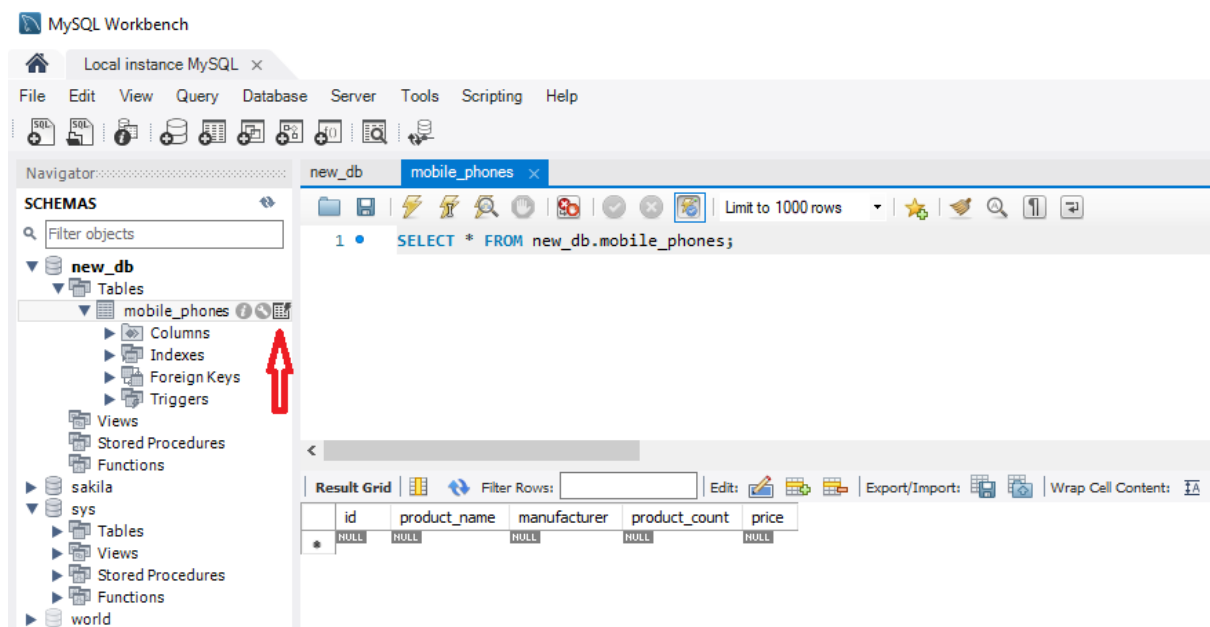 MySQL Workbench
Local instance MySQL ×
File Edit View Query Database Server Tools Scripting Help
SQL SQL
Navigator
SCHEMAS
Filter objects
new_db
Tables
mobile_phones
Columns
Indexes
Foreign Keys
Triggers
Views
Stored Procedures
Functions
sakila
sys
Tables
Views
Stored Procedures
Functions
world
new_db mobile_phones ×
Limit to 1000 rows
1 SELECT * FROM new_db.mobile_phones;
Result Grid Filter Rows: Edit: Export/Import: Wrap Cell Content: IA
id product_name manufacturer product_count price
* NULL NULL NULL NULL NULL